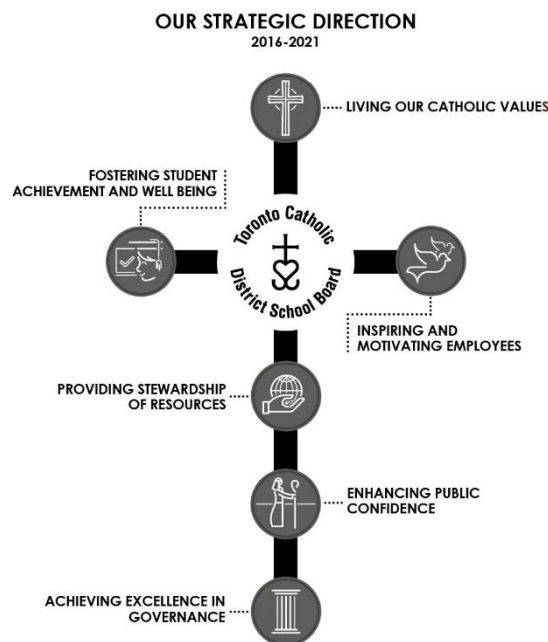 OUR STRATEGIC DIRECTION
2016-2021
LIVING OUR CATHOLIC VALUES
FOSTERING STUDENT
ACHIEVEMENT AND WELL BEING
Toronto Catholic
District School Board
INSPIRING AND
MOTIVATING EMPLOYEES
PROVIDING STEWARDSHIP
OF RESOURCES
ENHANCING PUBLIC
CONFIDENCE
ACHIEVING EXCELLENCE IN
GOVERNANCE